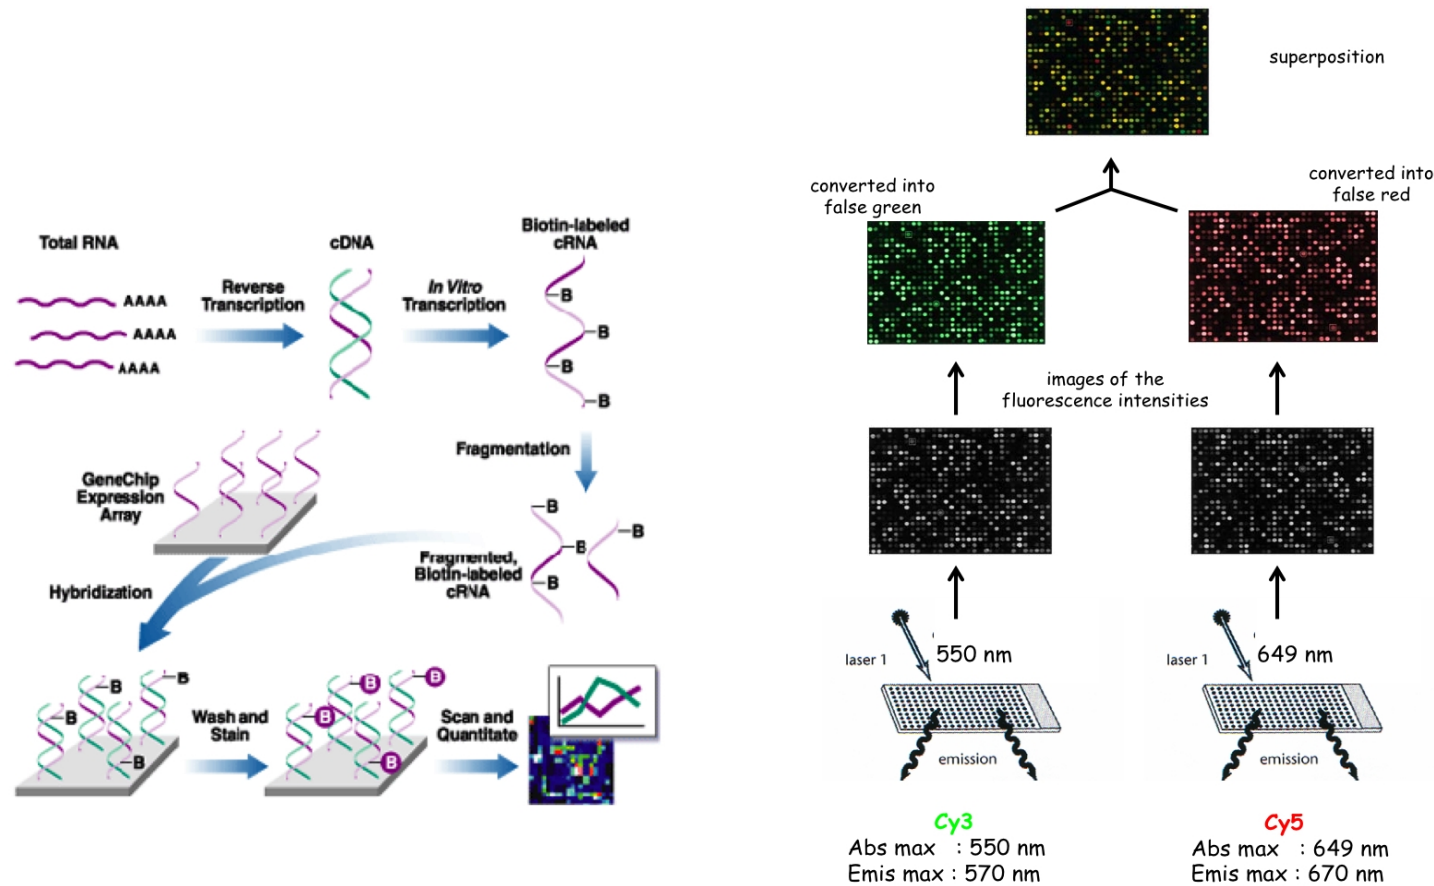 Total RNA
AAAA
AAAA
AAAA
Reverse
Transcription
cDNA
In Vitro
Transcription
Biotin-labeled
cRNA
B
B
B
B
Fragmentation
GeneChip
Expression
Array
B
B
B
B
Fragmented,
Biotin-labeled
cRNA
Hybridization
B
B
B
B
Wash and
Stain
B
B
B
B
Scan and
Quantitate
superposition
converted into
false green
converted into
false red
images of the
fluorescence intensities
laser 1
550 nm
emission
laser 1
649 nm
emission
Cy3
Abs max : 550 nm
Emis max : 570 nm
Cy5
Abs max : 649 nm
Emis max : 670 nm